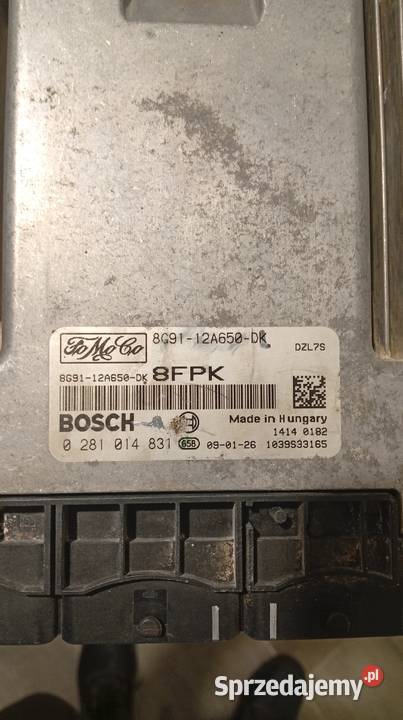 FoMoCo 8G91-12A650-DK
DZL7S
8G91-12A650-DK 8FPK
BOSCH Made in Hungary
1414 0182
0 281 014 831 658 09-01-26 1039S33165
Sprzedajemy.pl